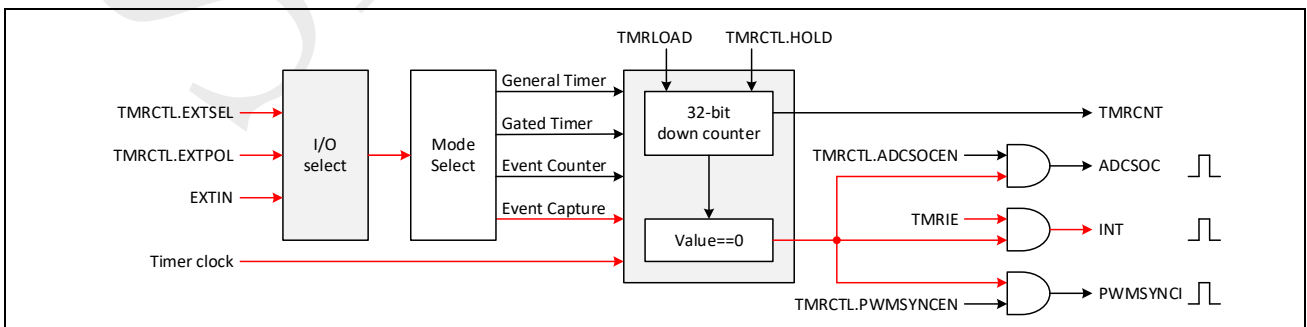 TMRLOAD TMRCTL.HOLD
General Timer
TMRCTL.EXTSEL
32-bit
down counter
TMRCNT
Gated Timer
I/O
select
Mode
Select
TMRCTL.EXTPOL
TMRCTL.ADCSOCEN
ADCSOC
Event Counter
EXTIN
Event Capture
TMRIE
INT
Value==0
Timer clock
PWMSYNCI
TMRCTL.PWMSYNCEN